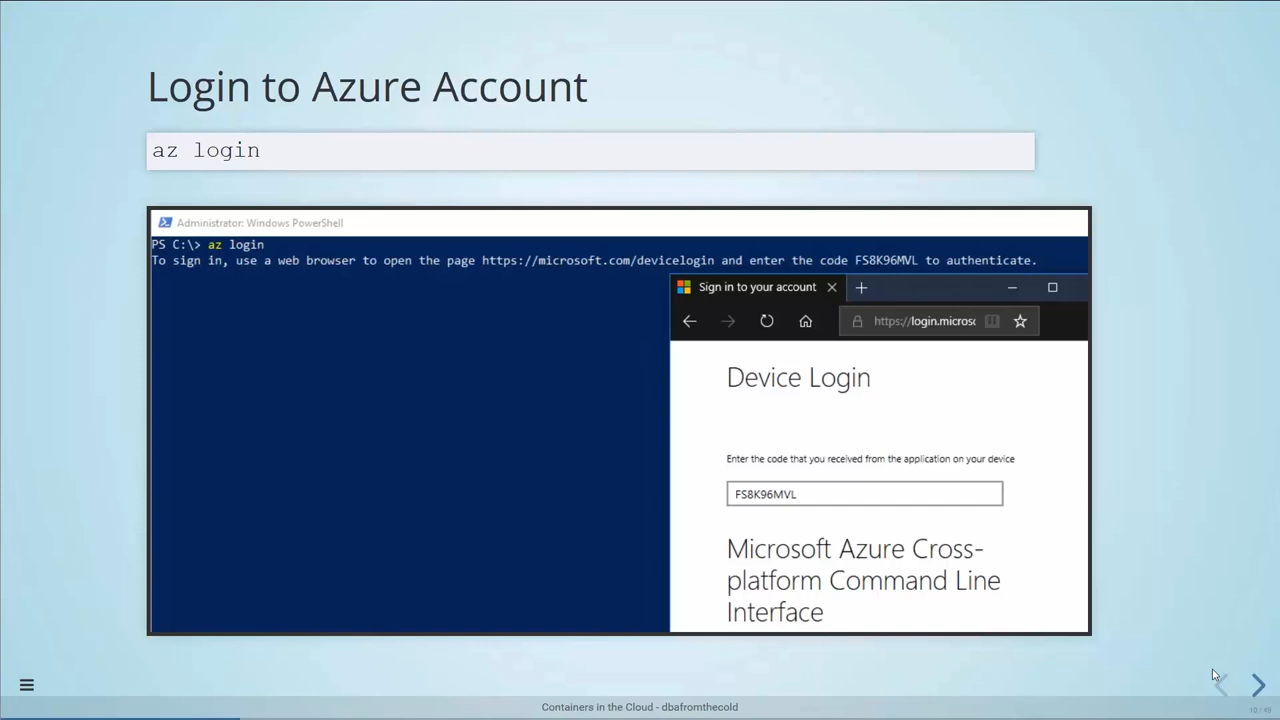 Login to Azure Account
az login
Administrator: Windows PowerShell
PS C:\> az login
To sign in, use a web browser to open the page https://microsoft.com/devicelogin and enter the code FS8K96MVL to authenticate.
Sign in to your account
https://login.micros
Device Login
Enter the code that you received from the application on your device
FS8K96MVL
Microsoft Azure Cross-
platform Command Line
Interface
Containers in the Cloud - dbafromthecold
10 / 49